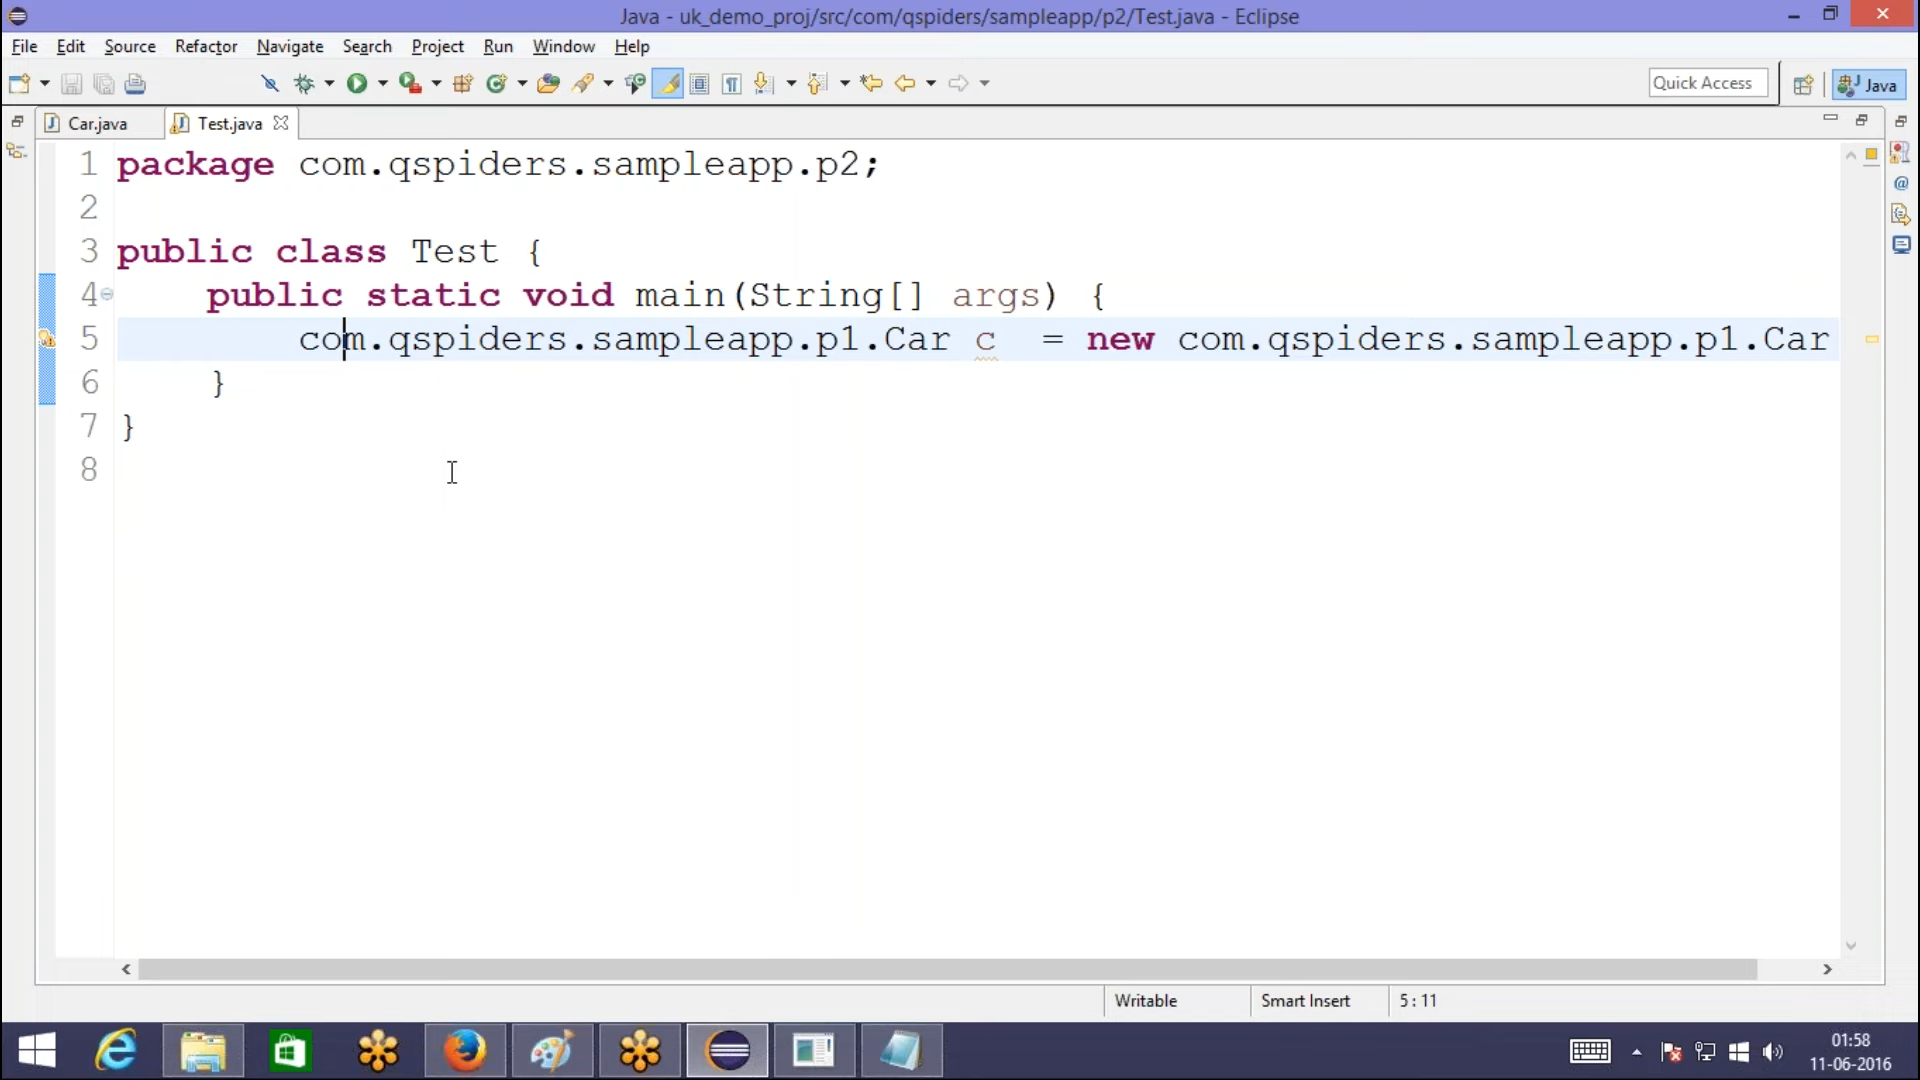 Java - uk_demo_proj/src/com/qspiders/sampleapp/p2/Test.java - Eclipse
File Edit Source Refactor Navigate Search Project Run Window Help
Quick Access
Java
Car.java
Test.java
1 package com.qspiders.sampleapp.p2;
2
3 public class Test {
4 public static void main(String[] args) {
5 com.qspiders.sampleapp.p1.Car c = new com.qspiders.sampleapp.p1.Car
6 }
7 }
8
Writable
Smart Insert
5 : 11
01:58
11-06-2016